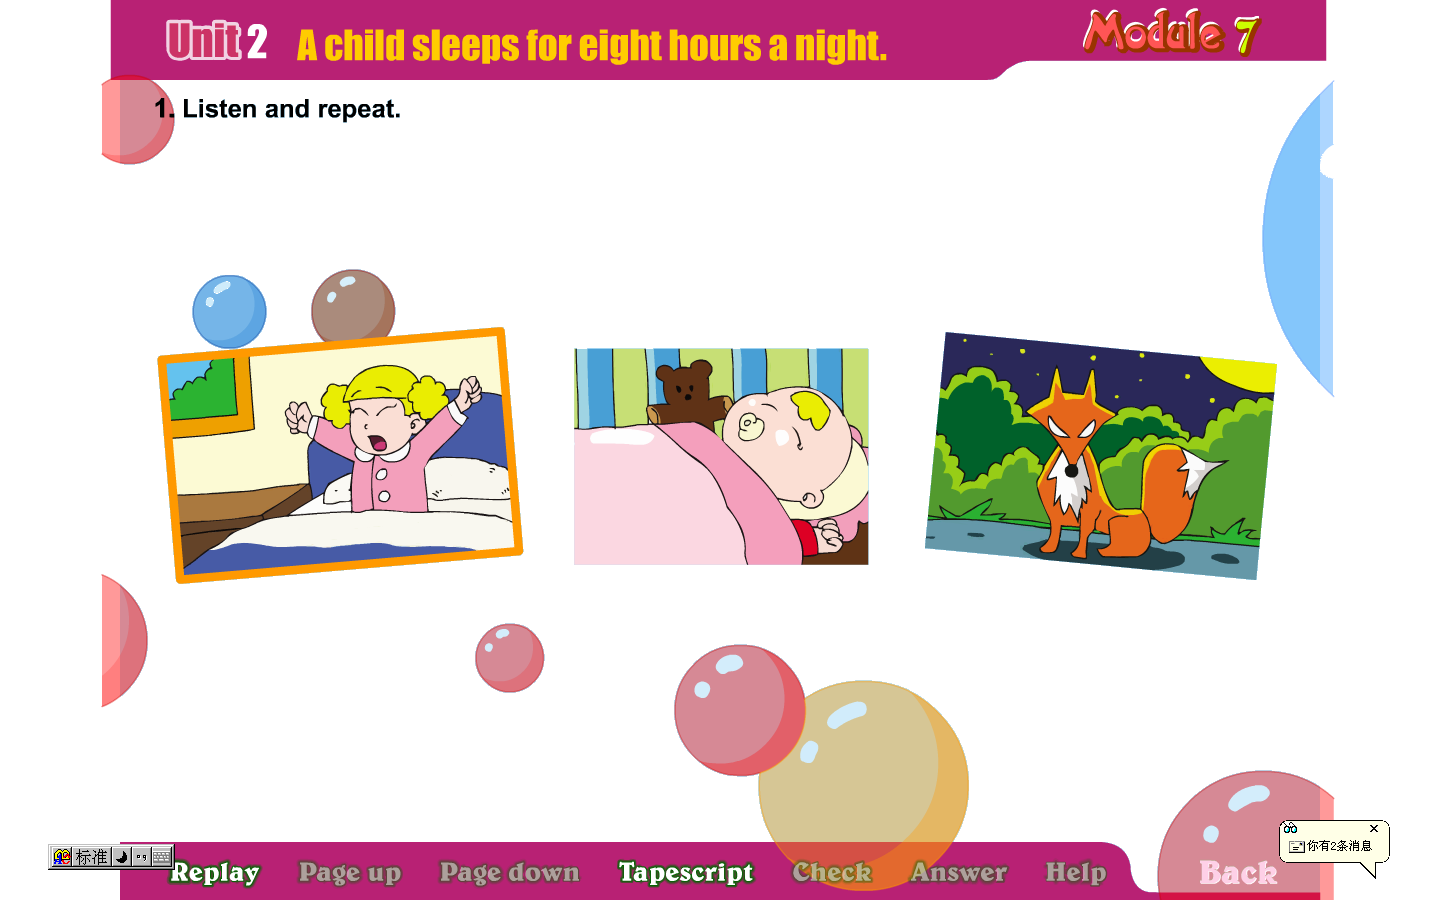 Unit 2 A child sleeps for eight hours a night. Module 7
1. Listen and repeat.
你有2条消息
标准
Replay Page up Page down Tapescript Check Answer Help Back